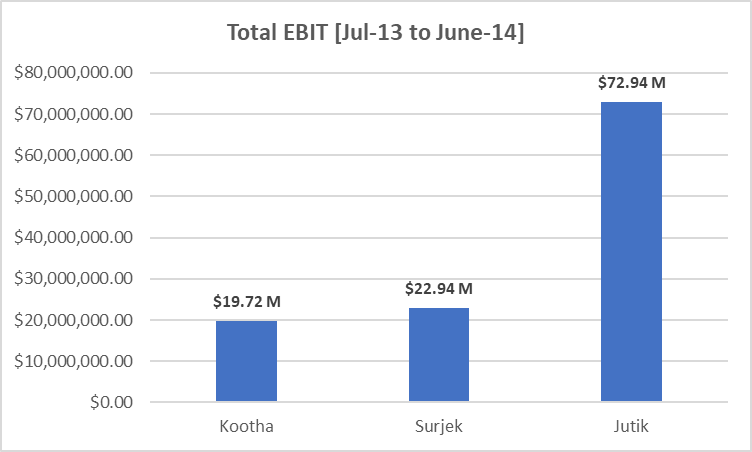 Total EBIT [Jul-13 to June-14]
$80,000,000.00
$70,000,000.00
$60,000,000.00
$50,000,000.00
$40,000,000.00
$30,000,000.00
$20,000,000.00
$10,000,000.00
$0.00
$19.72 M
$22.94 M
$72.94 M
Kootha
Surjek
Jutik